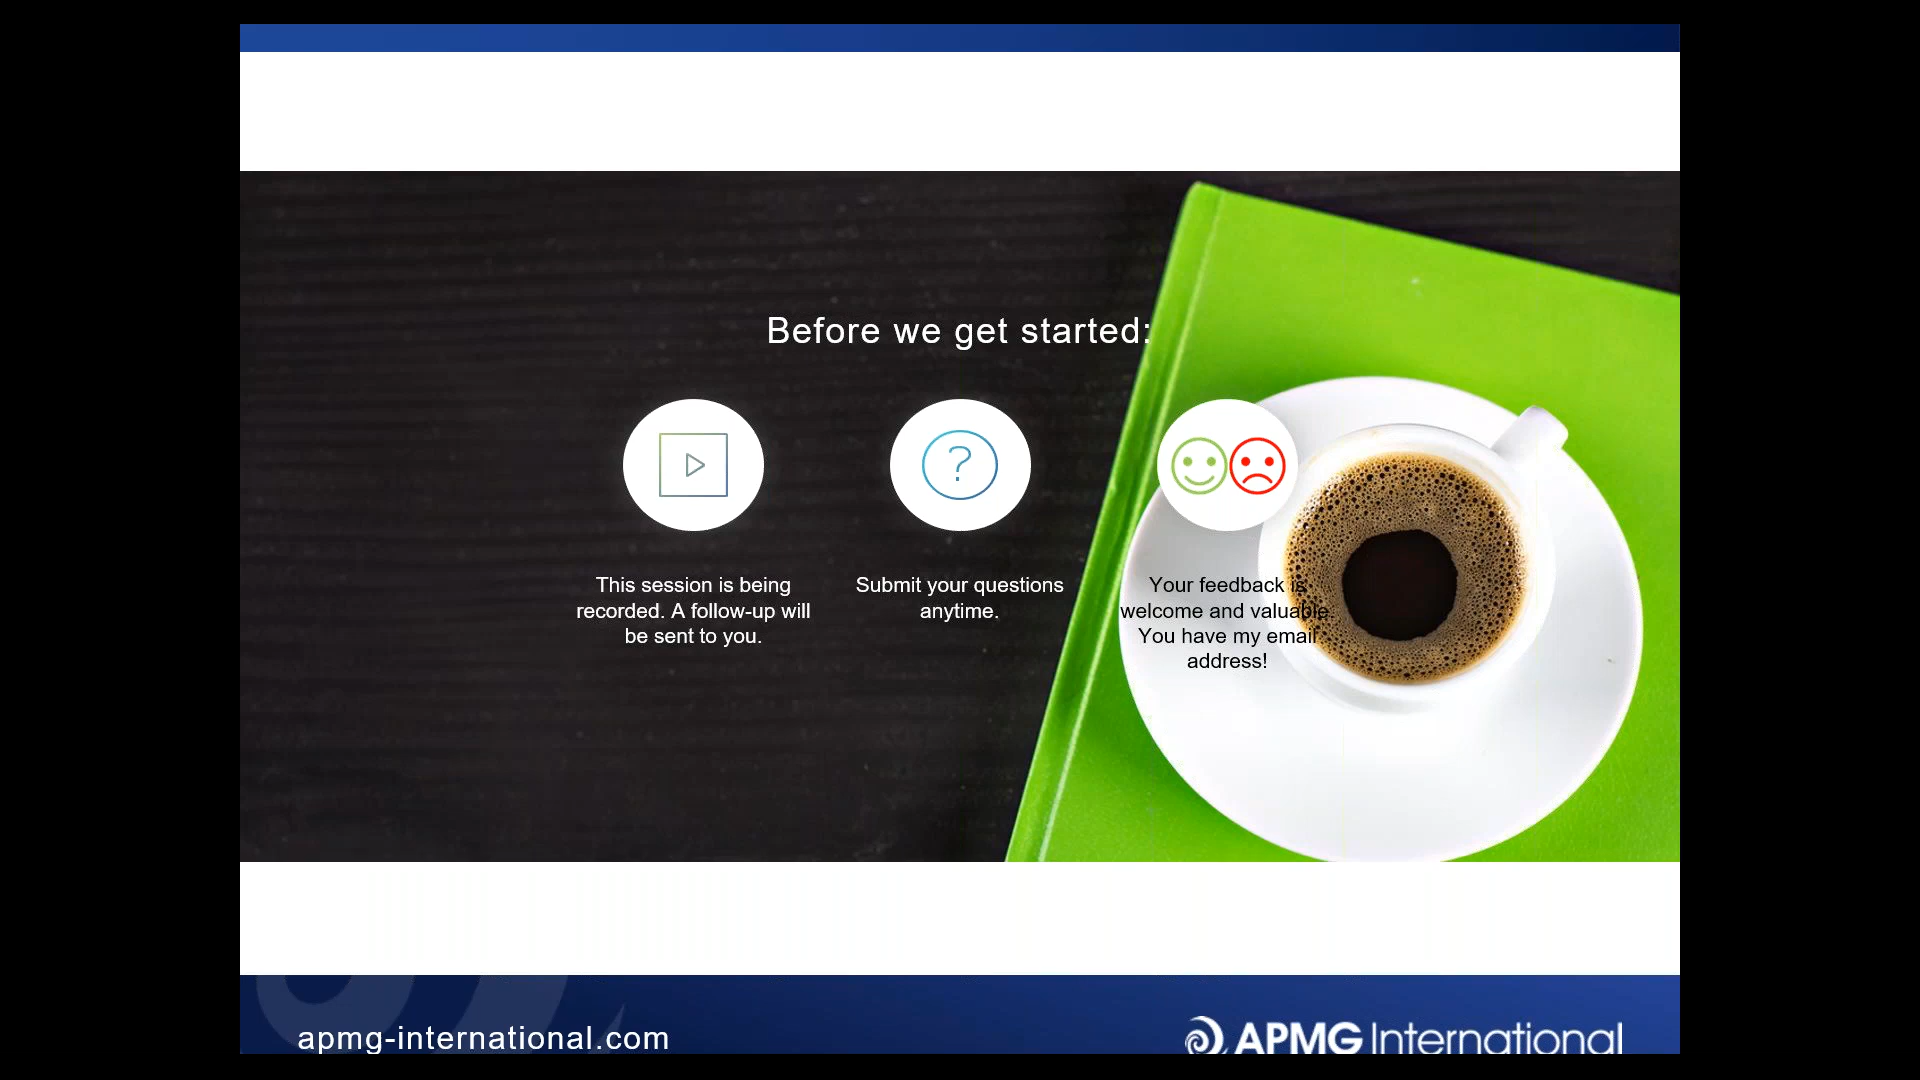 Before we get started:
?
This session is being
recorded. A follow-up will
be sent to you.
Submit your questions
anytime.
Your feedback is
welcome and valuable.
You have my email
address!
apmg-international.com
APMG International